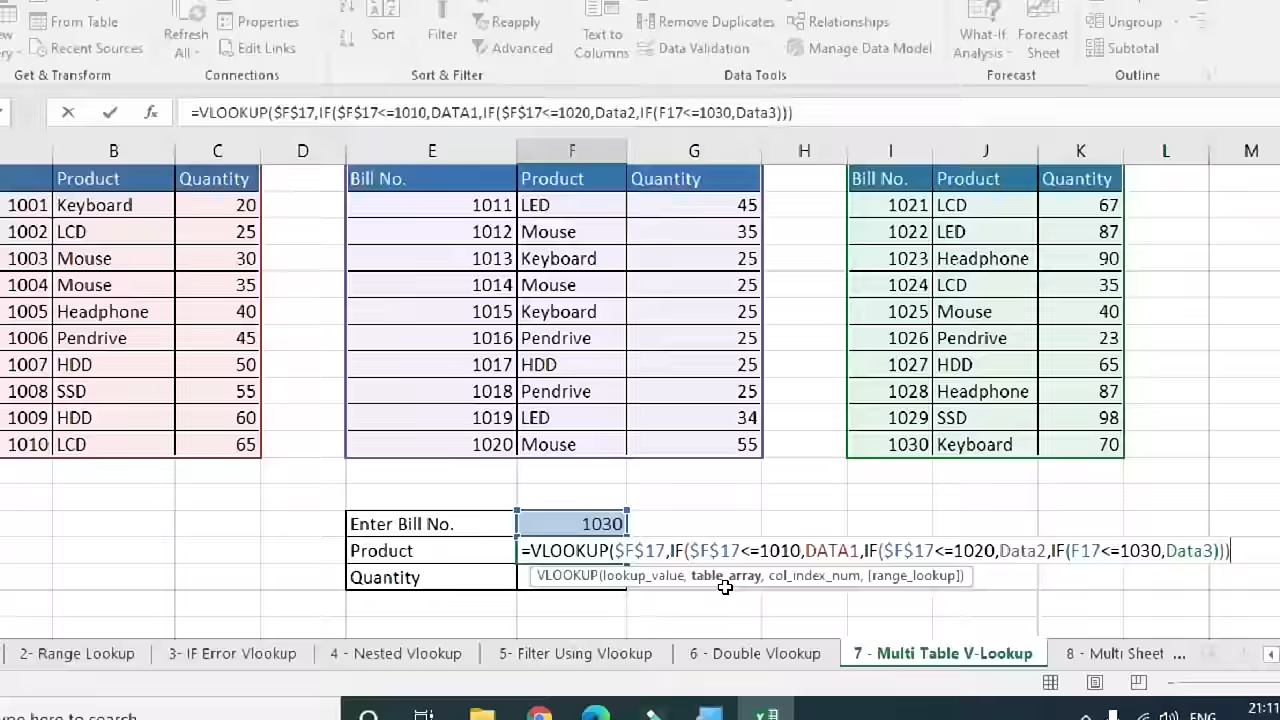 From Table
Properties
Reapply
Remove Duplicates
Relationships
Ungroup
Recent Sources
Refresh
All
Edit Links
Sort
Filter
Advanced
Text to
Columns
Data Validation
Manage Data Model
What-If
Analysis
Forecast
Sheet
Subtotal
Get & Transform
Connections
Sort & Filter
Data Tools
Forecast
Outline
fx =VLOOKUP($F$17,IF($F$17<=1010,DATA1,IF($F$17<=1020,Data2,IF(F17<=1030,Data3)))
B C D E F G H I J K L M
Product Quantity Bill No. Product Quantity Bill No. Product Quantity
1001 Keyboard 20 1011 LED 45 1021 LCD 67
1002 LCD 25 1012 Mouse 35 1022 LED 87
1003 Mouse 30 1013 Keyboard 25 1023 Headphone 90
1004 Mouse 35 1014 Mouse 25 1024 LCD 35
1005 Headphone 40 1015 Keyboard 25 1025 Mouse 40
1006 Pendrive 45 1016 Pendrive 25 1026 Pendrive 23
1007 HDD 50 1017 HDD 25 1027 HDD 65
1008 SSD 55 1018 Pendrive 25 1028 Headphone 87
1009 HDD 60 1019 LED 34 1029 SSD 98
1010 LCD 65 1020 Mouse 55 1030 Keyboard 70
Enter Bill No. 1030
Product =VLOOKUP($F$17,IF($F$17<=1010,DATA1,IF($F$17<=1020,Data2,IF(F17<=1030,Data3)))
Quantity VLOOKUP(lookup_value, table_array, col_index_num, [range_lookup])
2- Range Lookup 3- IF Error Vlookup 4 - Nested Vlookup 5- Filter Using Vlookup 6 - Double Vlookup 7 - Multi Table V-Lookup 8 - Multi Sheet ...
here to search
ENG
21:11